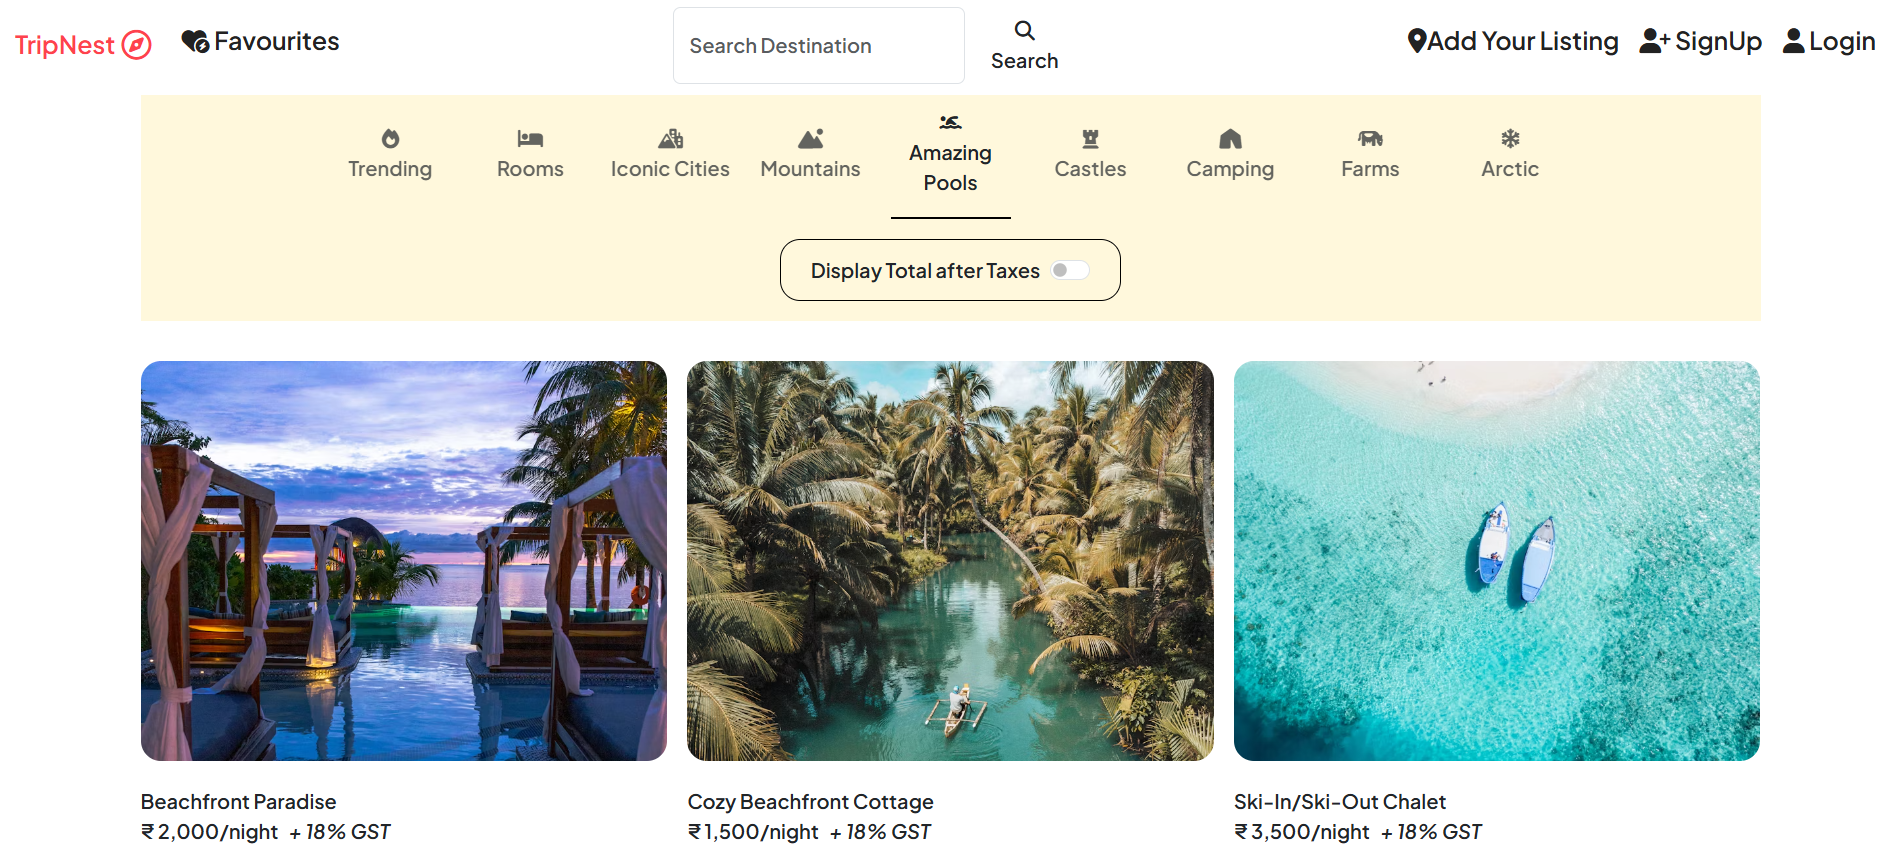 TripNest
Favourites
Search Destination
Search
Add Your Listing
SignUp
Login
Trending
Rooms
Iconic Cities
Mountains
Amazing
Pools
Castles
Camping
Farms
Arctic
Display Total after Taxes
Beachfront Paradise
₹ 2,000/night + 18% GST
Cozy Beachfront Cottage
₹ 1,500/night + 18% GST
Ski-In/Ski-Out Chalet
₹ 3,500/night + 18% GST